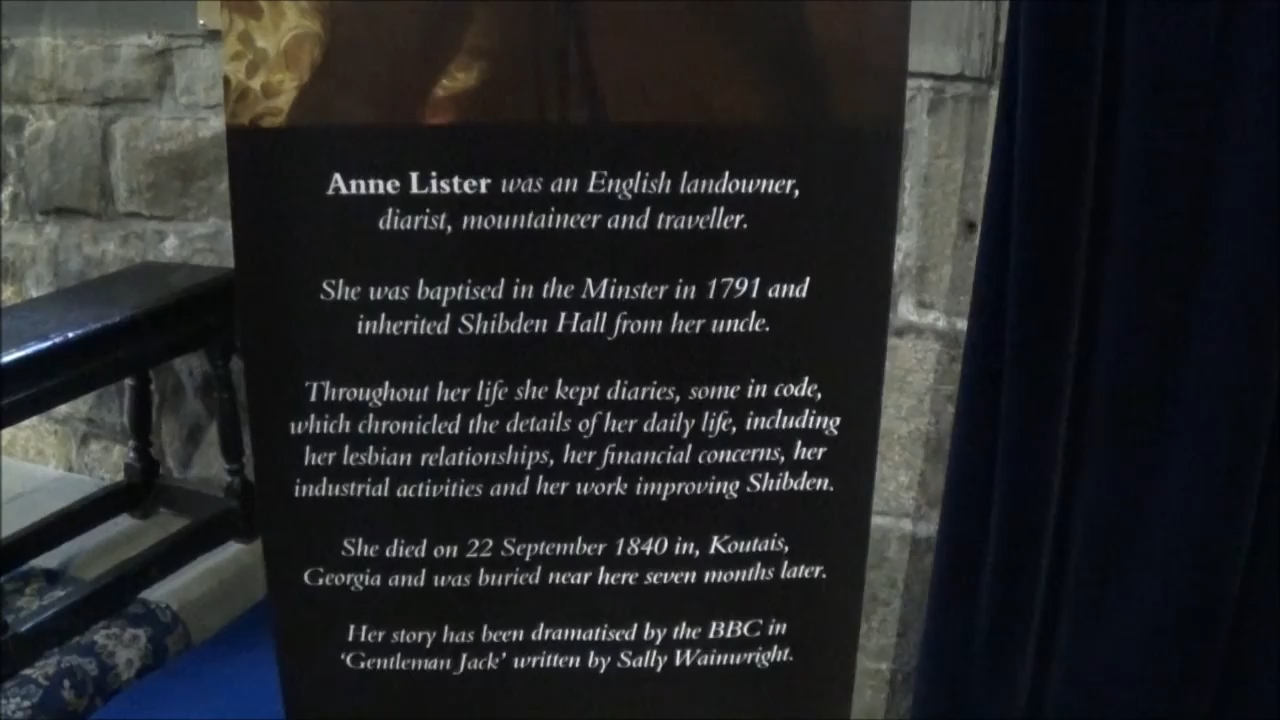 Anne Lister was an English landowner,
diarist, mountaineer and traveller.
She was baptised in the Minster in 1791 and
inherited Shibden Hall from her uncle.
Throughout her life she kept diaries, some in code,
which chronicled the details of her daily life, including
her lesbian relationships, her financial concerns, her
industrial activities and her work improving Shibden.
She died on 22 September 1840 in, Koutais,
Georgia and was buried near here seven months later.
Her story has been dramatised by the BBC in
'Gentleman Jack' written by Sally Wainwright.